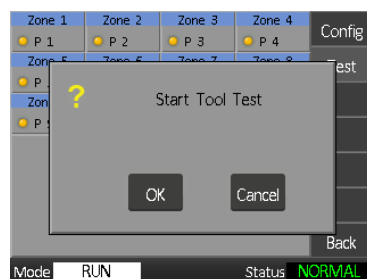 Zone 1 Zone 2 Zone 3 Zone 4 Config
P 1 P 2 P 3 P 4
Test
?
Start Tool Test
OK Cancel
Back
Mode RUN Status NORMAL